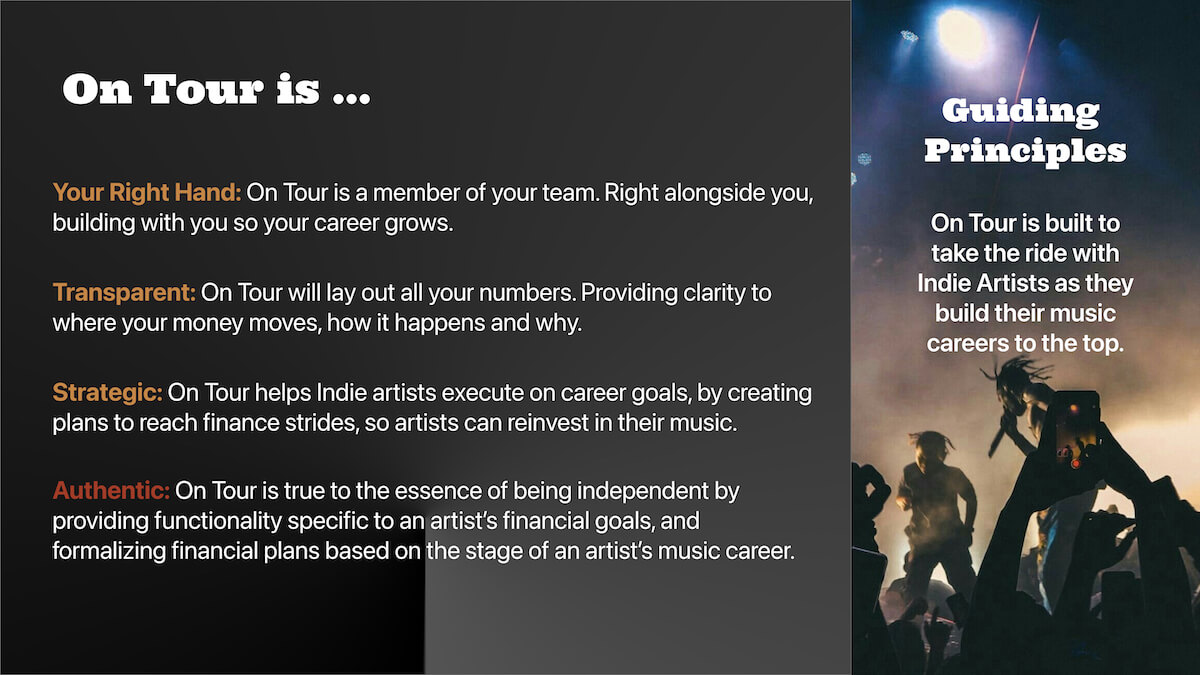 On Tour is ...
Your Right Hand: On Tour is a member of your team. Right alongside you,
building with you so your career grows.
Transparent: On Tour will lay out all your numbers. Providing clarity to
where your money moves, how it happens and why.
Strategic: On Tour helps Indie artists execute on career goals, by creating
plans to reach finance strides, so artists can reinvest in their music.
Authentic: On Tour is true to the essence of being independent by
providing functionality specific to an artist’s financial goals, and
formalizing financial plans based on the stage of an artist’s music career.
Guiding
Principles
On Tour is built to
take the ride with
Indie Artists as they
build their music
careers to the top.